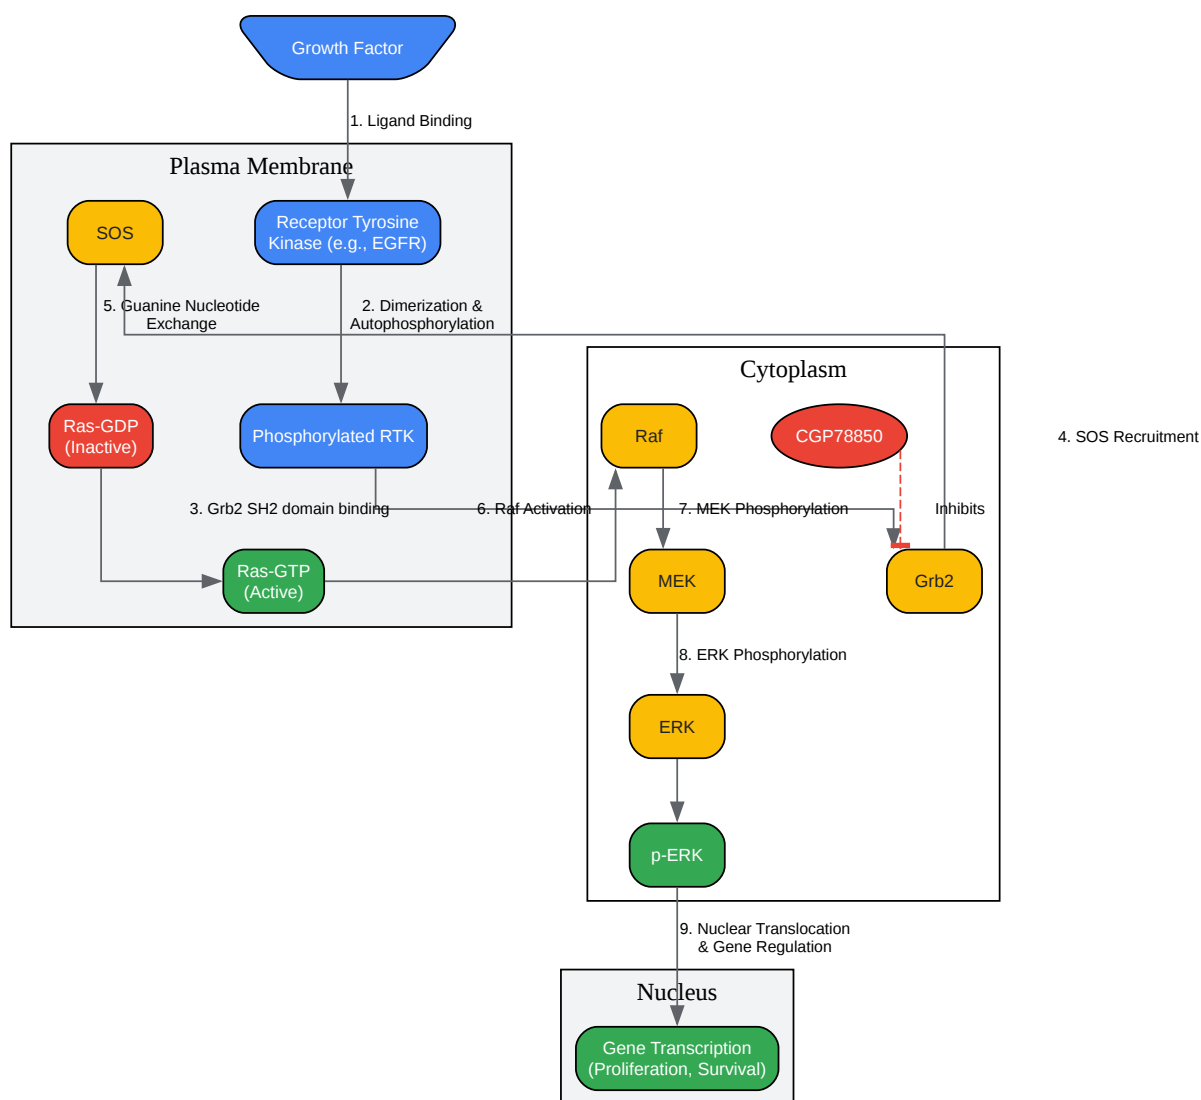 Growth Factor
1. Ligand Binding
Plasma Membrane
SOS
Receptor Tyrosine
Kinase (e.g., EGFR)
5. Guanine Nucleotide
Exchange
2. Dimerization &
Autophosphorylation
Cytoplasm
Ras-GDP
(Inactive)
Phosphorylated RTK
Raf
CGP78850
4. SOS Recruitment
3. Grb2 SH2 domain binding
6. Raf Activation
7. MEK Phosphorylation
Inhibits
Ras-GTP
(Active)
MEK
Grb2
8. ERK Phosphorylation
ERK
p-ERK
9. Nuclear Translocation
& Gene Regulation
Nucleus
Gene Transcription
(Proliferation, Survival)